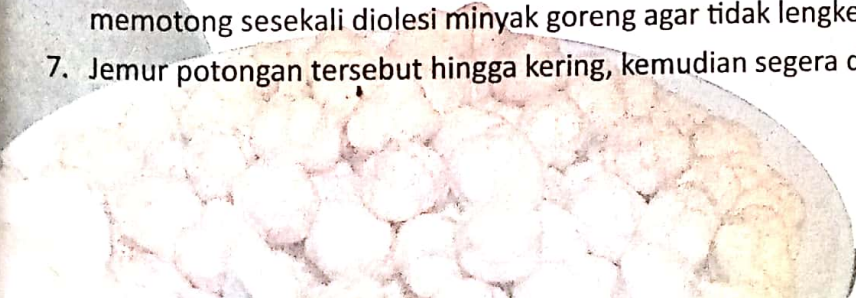 memotong sesekali diolesi minyak goreng agar tidak
7. Jemur potongan tersebut hingga kering, kemudian segera